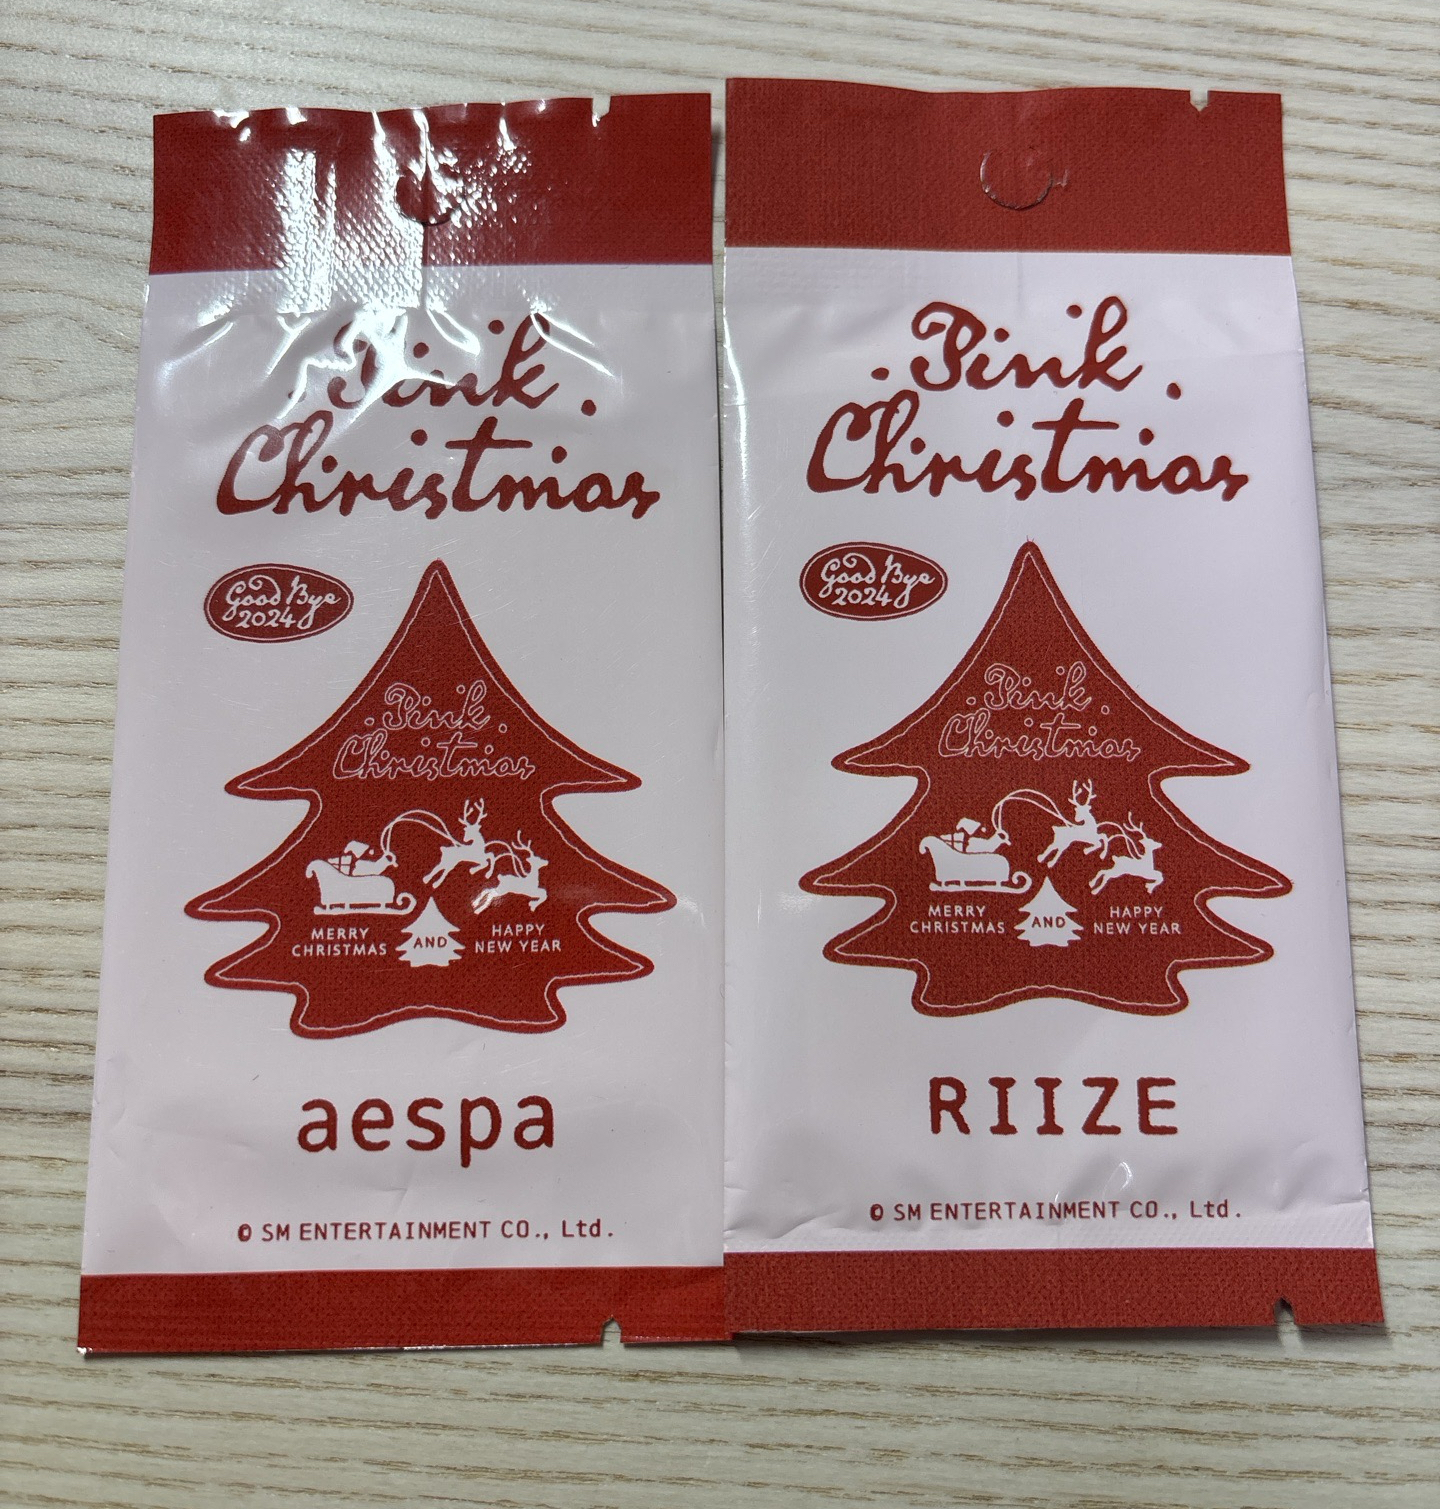 . Pink .
Christmas
Good Bye
2024
. Pink .
Christmas
MERRY
CHRISTMAS
AND
HAPPY
NEW YEAR
aespa
© SM ENTERTAINMENT CO., Ltd.
. Pink .
Christmas
Good Bye
2024
. Pink .
Christmas
MERRY
CHRISTMAS
AND
HAPPY
NEW YEAR
RIIZE
© SM ENTERTAINMENT CO., Ltd.